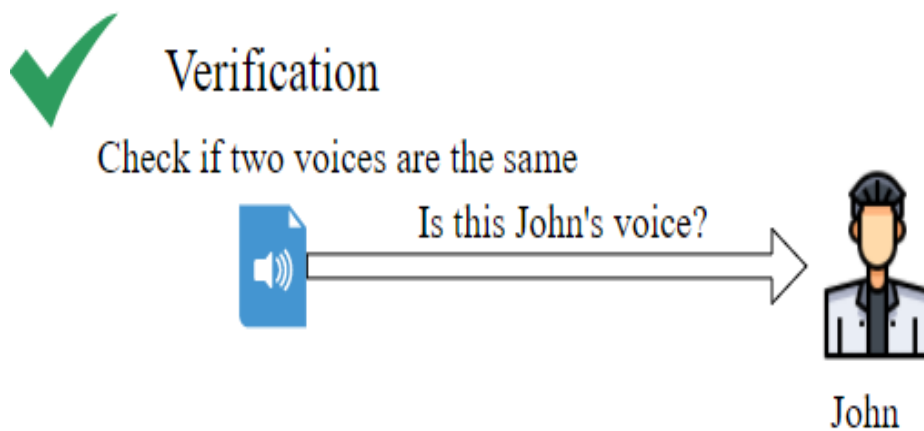 Verification
Check if two voices are the same
Is this John's voice?
John